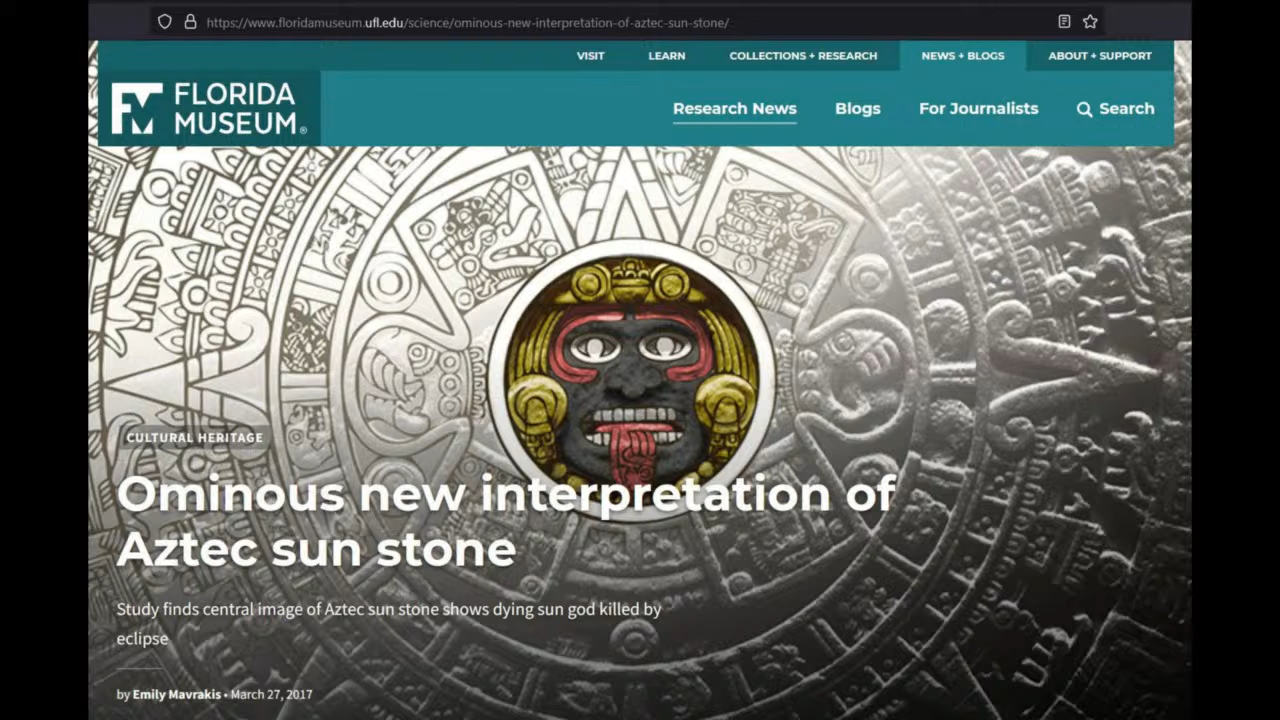 https://www.floridamuseum.ufl.edu/science/ominous-new-interpretation-of-aztec-sun-stone/
VISIT LEARN COLLECTIONS + RESEARCH NEWS + BLOGS ABOUT + SUPPORT
FLORIDA
MUSEUM®
Research News Blogs For Journalists Search
CULTURAL HERITAGE
Ominous new interpretation of
Aztec sun stone
Study finds central image of Aztec sun stone shows dying sun god killed by
eclipse
by Emily Mavrakis • March 27, 2017